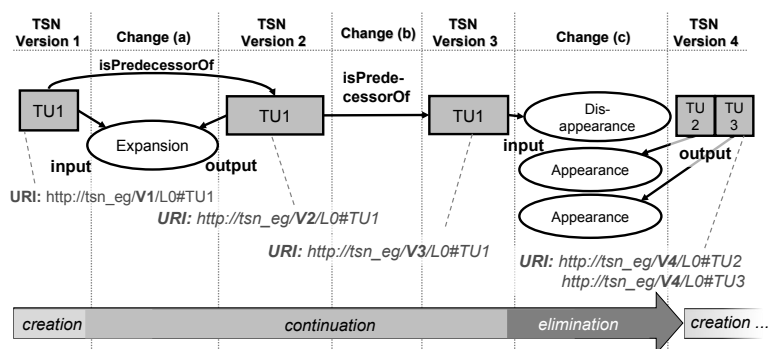 TSN
Version 1
Change (a)
TSN
Version 2
Change (b)
TSN
Version 3
Change (c)
TSN
Version 4
isPredecessorOf
isPrede-
cessorOf
TU1
Expansion
TU1
TU1
Dis-
appearance
TU
2
TU
3
input
output
input
output
Appearance
Appearance
URI: http://tsn_eg/V1/L0#TU1
URI: http://tsn_eg/V2/L0#TU1
URI: http://tsn_eg/V3/L0#TU1
URI: http://tsn_eg/V4/L0#TU2
http://tsn_eg/V4/L0#TU3
creation
continuation
elimination
creation ...